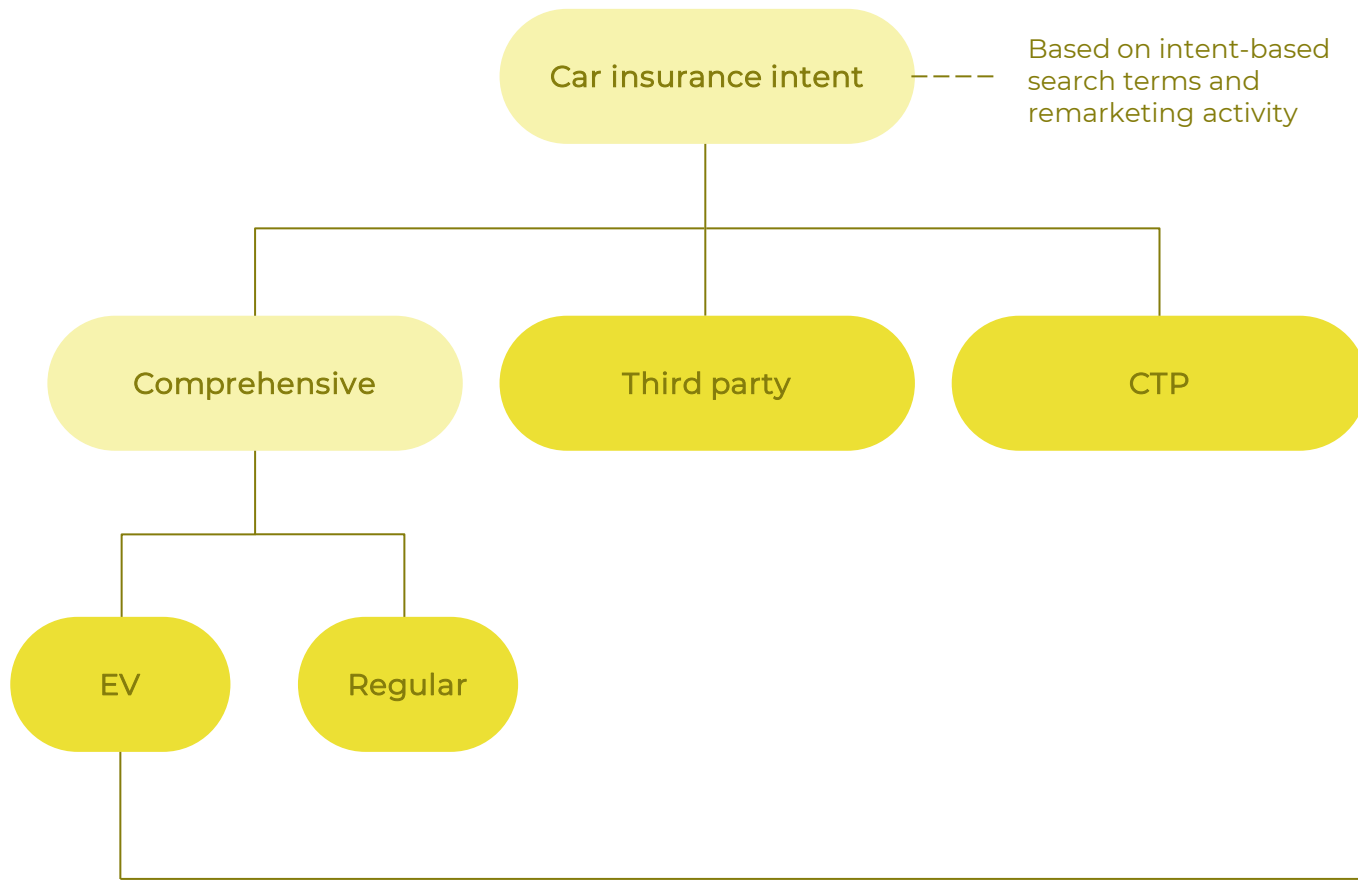 Car insurance intent
Based on intent-based
search terms and
remarketing activity
Comprehensive
Third party
CTP
EV
Regular